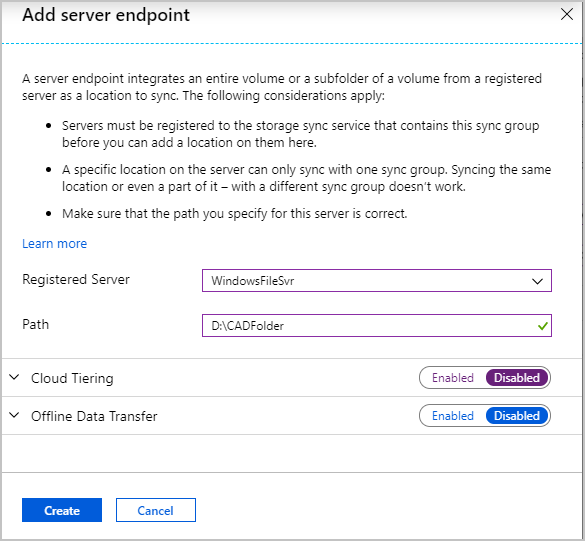 Add server endpoint
A server endpoint integrates an entire volume or a subfolder of a volume from a registered
server as a location to sync. The following considerations apply:
• Servers must be registered to the storage sync service that contains this sync group
before you can add a location on them here.
• A specific location on the server can only sync with one sync group. Syncing the same
location or even a part of it – with a different sync group doesn't work.
• Make sure that the path you specify for this server is correct.
Learn more
Registered Server WindowsFileSvr
Path D:\CADFolder
Cloud Tiering Enabled Disabled
Offline Data Transfer Enabled Disabled
Create Cancel